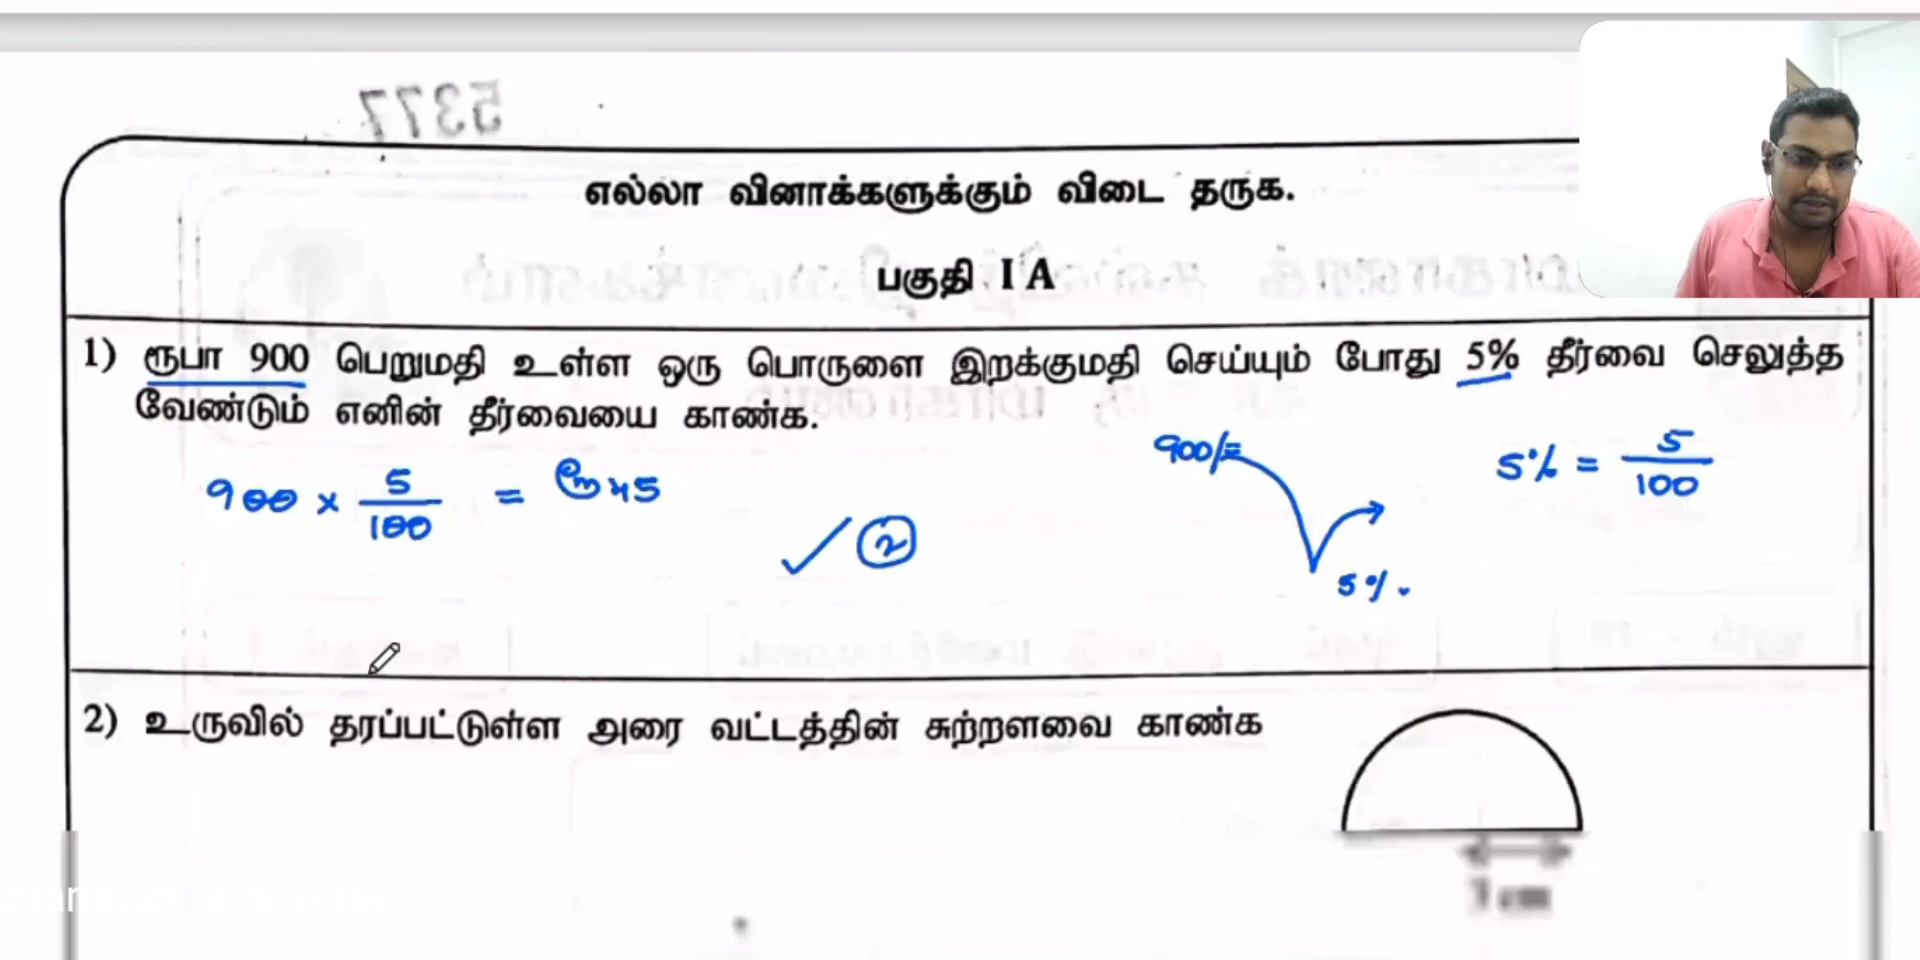 எல்லா வினாக்களுக்கும் விடை தருக.
பகுதி I A
1) ரூபா 900 பெறுமதி உள்ள ஒரு பொருளை இறக்குமதி செய்யும் போது 5% தீர்வை செலுத்த
வேண்டும் எனின் தீர்வையை காண்க.
900/=
5% = 5/100
900 × 5/100 = ரூ 45
2
5%.
2) உருவில் தரப்பட்டுள்ள அரை வட்டத்தின் சுற்றளவை காண்க